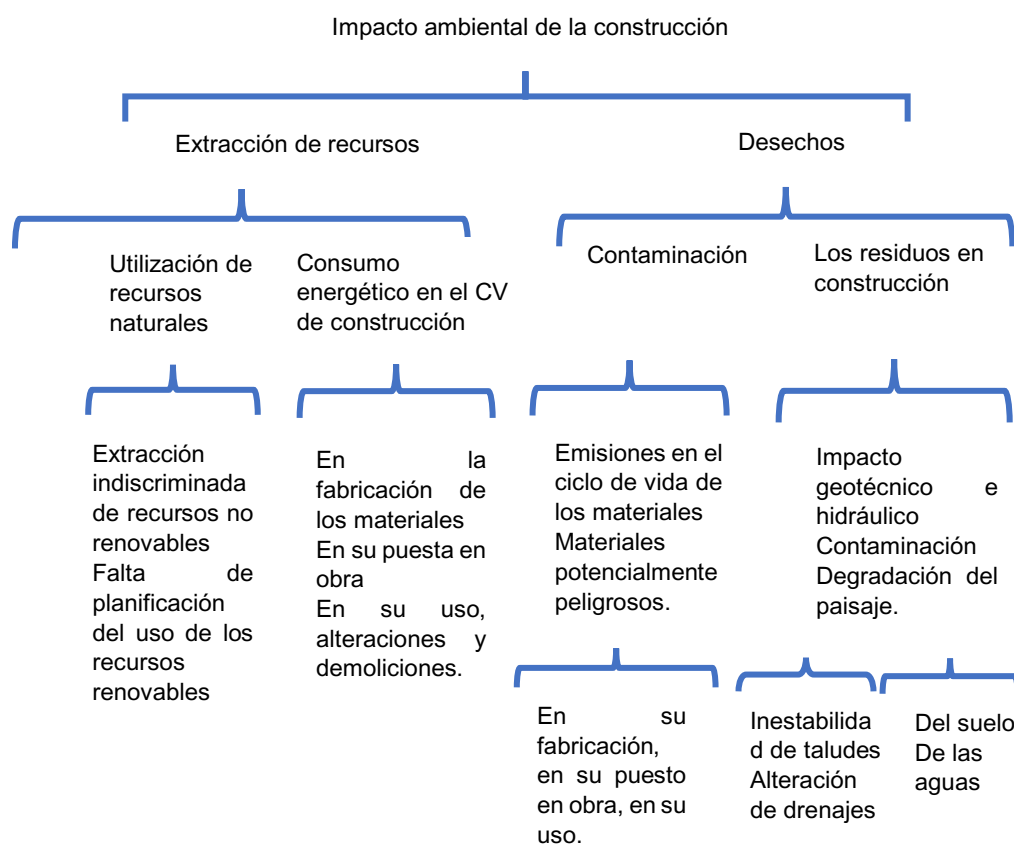 Impacto ambiental de la construcción
Extracción de recursos
Desechos
Utilización de
recursos
naturales
Consumo
energético en el CV
de construcción
Contaminación
Los residuos en
construcción
Extracción
indiscriminada
de recursos no
renovables
Falta de
planificación
del uso de los
recursos
renovables
En la
fabricación de
los materiales
En su puesta en
obra
En su uso,
alteraciones y
demoliciones.
Emisiones en el
ciclo de vida de
los materiales
Materiales
potencialmente
peligrosos.
Impacto
geotécnico e
hidráulico
Contaminación
Degradación del
paisaje.
En su
fabricación,
en su puesto
en obra, en su
uso.
Inestabilida
d de taludes
Alteración
de drenajes
Del suelo
De las
aguas